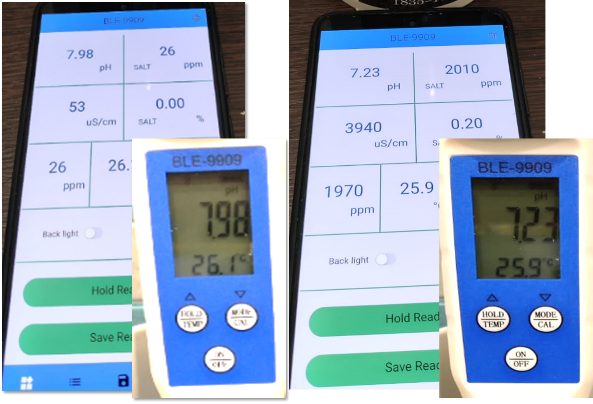 BLE-9909
7.98
pH
26
SALT
ppm
53
uS/cm
0.00
SALT
%
26
ppm
26.
Back light
Hold Rea
Save Re
BLE-9909
pH
7.98
26.1°C
HOLD
TEMP
MODE
CAL
ON
OFF
1835-
BLE-9909
7.23
pH
2010
SALT
ppm
3940
uS/cm
0.20
%
1970
ppm
25.9
Back light
Hold Read
Save Read
BLE-9909
pH
7.23
25.9°C
HOLD
TEMP
MODE
CAL
ON
OFF